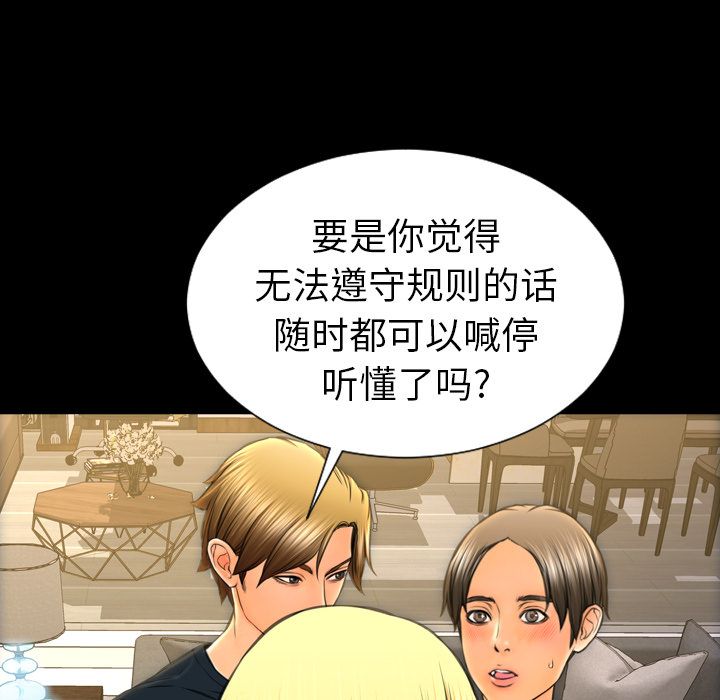 要是你觉得
无法遵守规则的话
随时都可以喊停
听懂了吗?